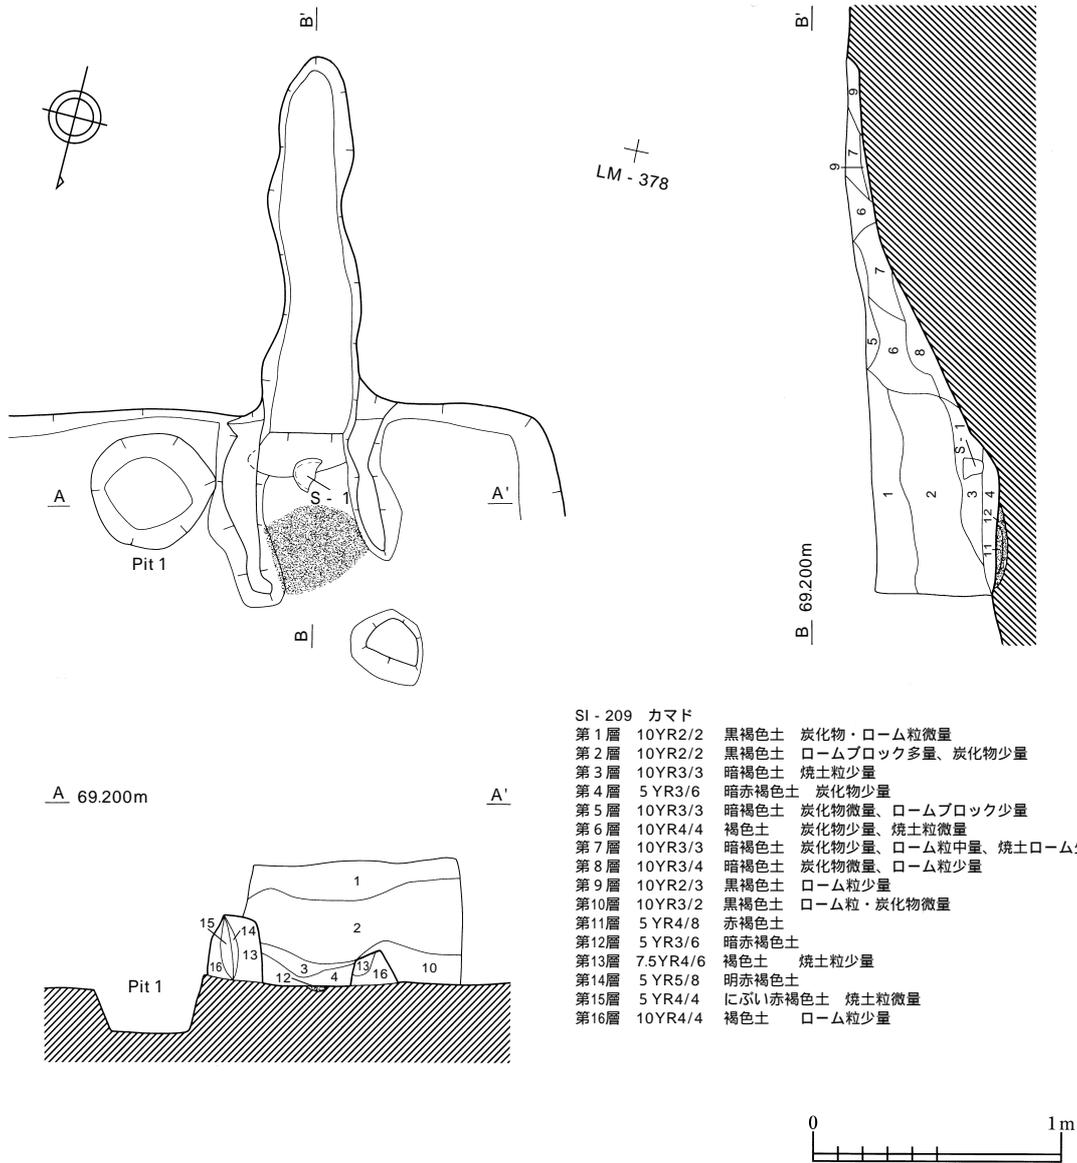 B'
B'
LM - 378
9
7
9
6
7
5
6
8
S - 1
1
2
3
4
12
11
A
S - 1
A'
Pit 1
B
B 69.200m
SI - 209 カマド
第1層 10YR2/2 黒褐色土 炭化物・ローム粒微量
第2層 10YR2/2 黒褐色土 ロームブロック多量、炭化物少量
第3層 10YR3/3 暗褐色土 焼土粒少量
第4層 5YR3/6 暗赤褐色土 炭化物少量
第5層 10YR3/3 暗褐色土 炭化物微量、ロームブロック少量
第6層 10YR4/4 褐色土 炭化物少量、焼土粒微量
第7層 10YR3/3 暗褐色土 炭化物少量、ローム粒中量、焼土ローム
第8層 10YR3/4 暗褐色土 炭化物微量、ローム粒少量
第9層 10YR2/3 黒褐色土 ローム粒少量
第10層 10YR3/2 黒褐色土 ローム粒・炭化物微量
第11層 5YR4/8 赤褐色土
第12層 5YR3/6 暗赤褐色土
第13層 7.5YR4/6 褐色土 焼土粒少量
第14層 5YR5/8 明赤褐色土
第15層 5YR4/4 にぶい赤褐色土 焼土粒微量
第16層 10YR4/4 褐色土 ローム粒少量
A 69.200m
A'
1
2
15
14
13
16
3
12
4
13
16
10
Pit 1
0
1m